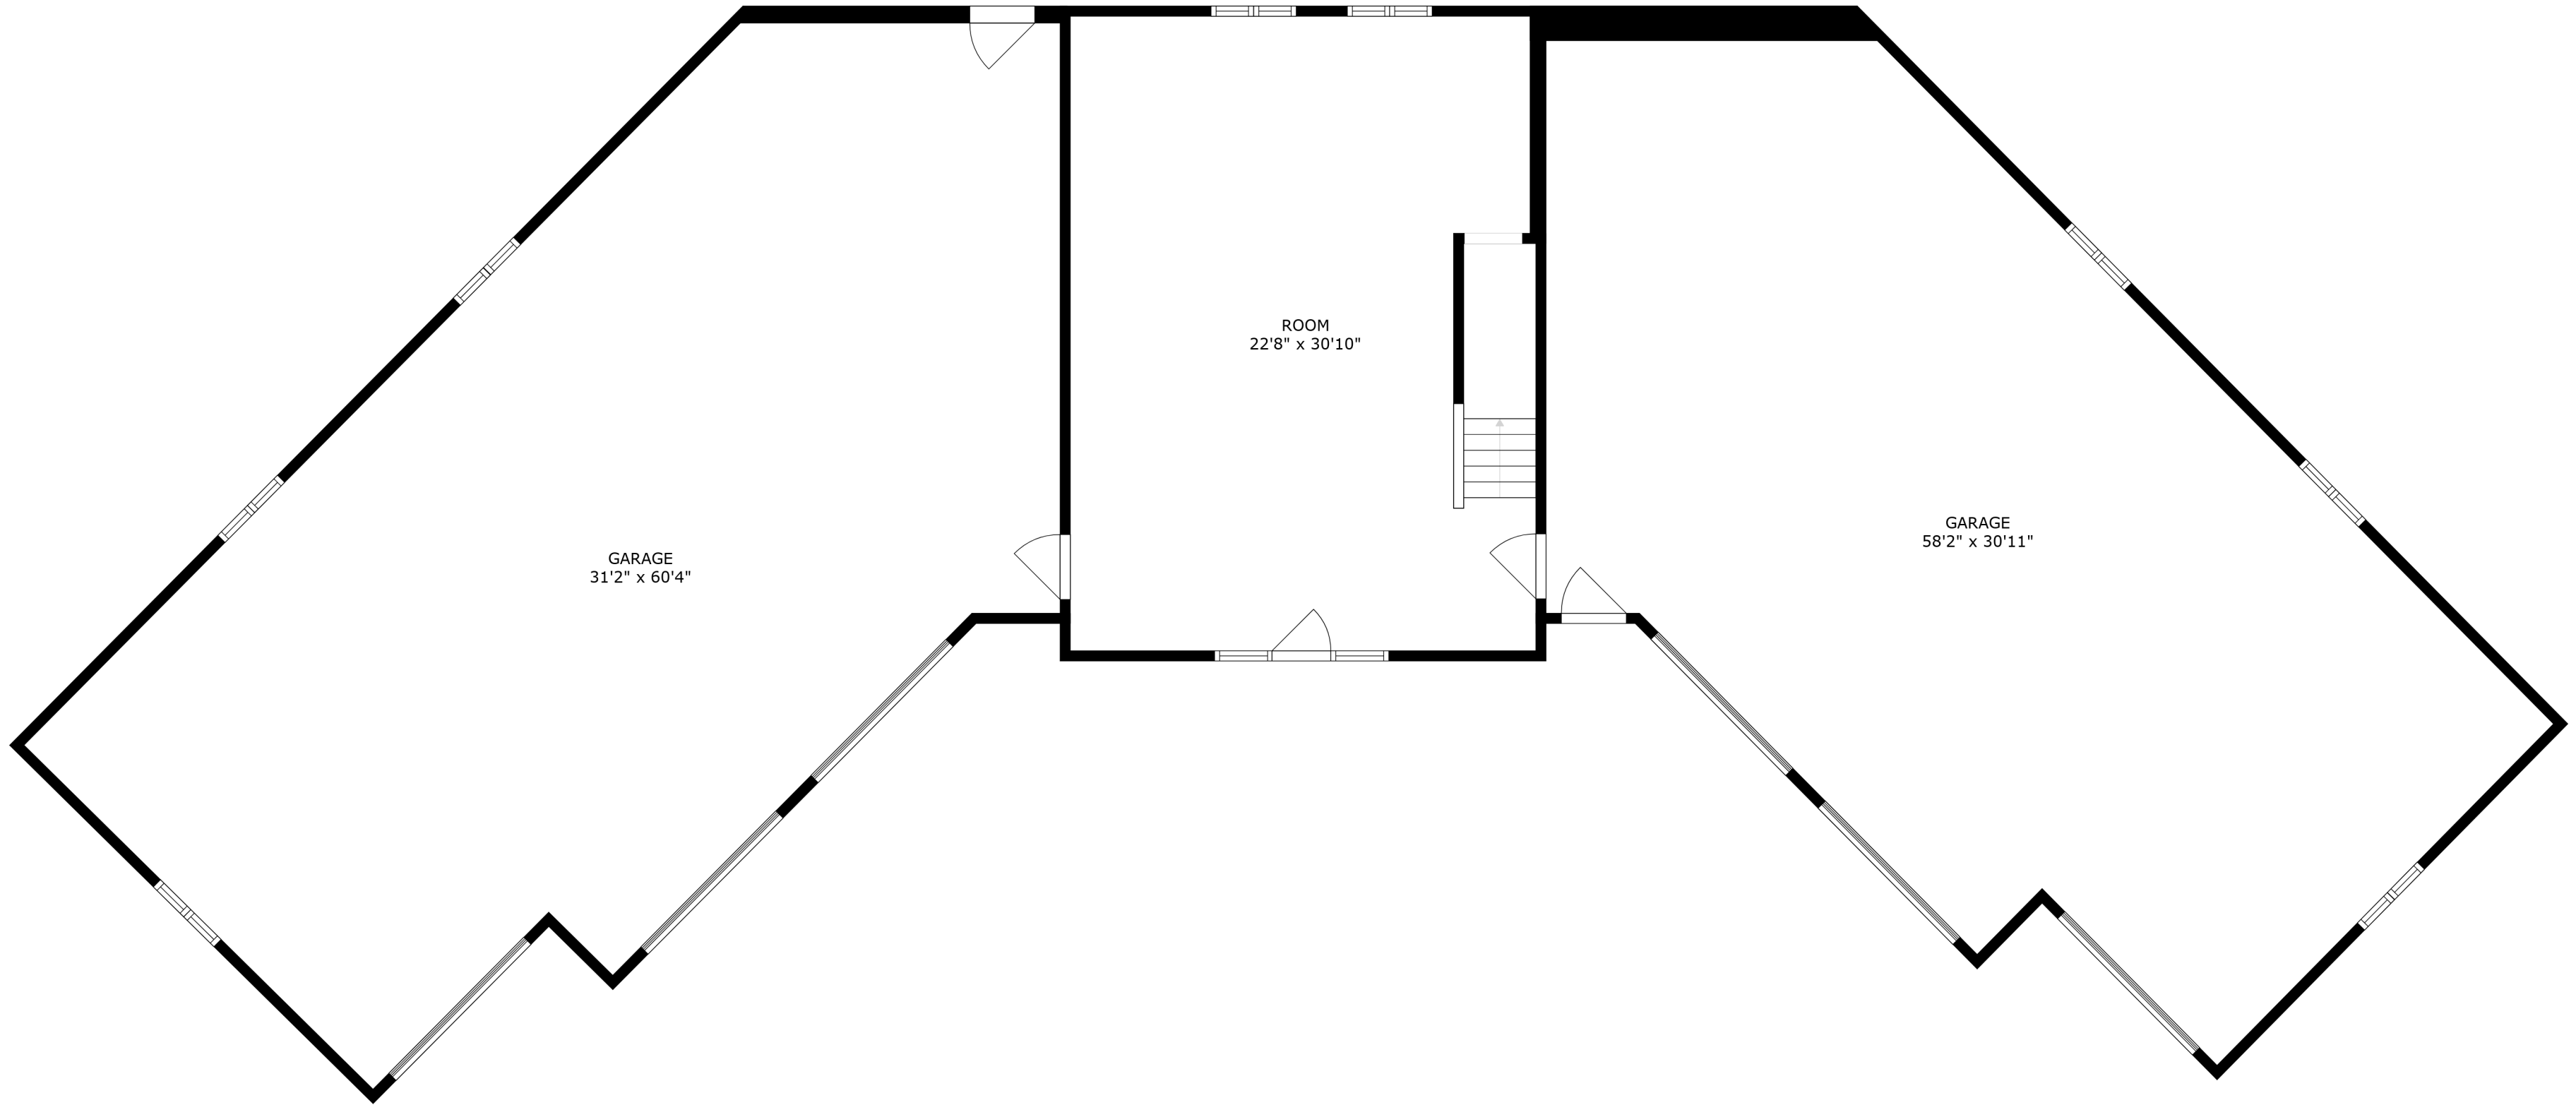 ROOM
22'8" x 30'10"
GARAGE
58'2" x 30'11"
GARAGE
31'2" x 60'4"